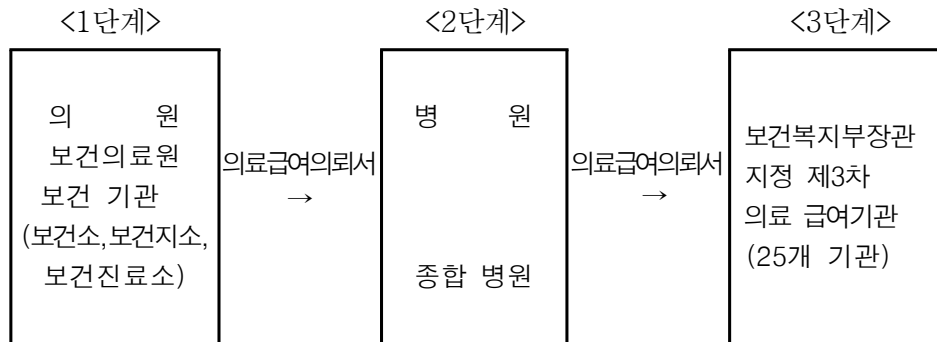 <1단계>
의 원
보건의료원
보건 기관
(보건소,보건지소,
보건진료소)
의료급여의뢰서
→
<2단계>
병 원
종합 병원
의료급여의뢰서
→
<3단계>
보건복지부장관
지정 제3차
의료 급여기관
(25개 기관)